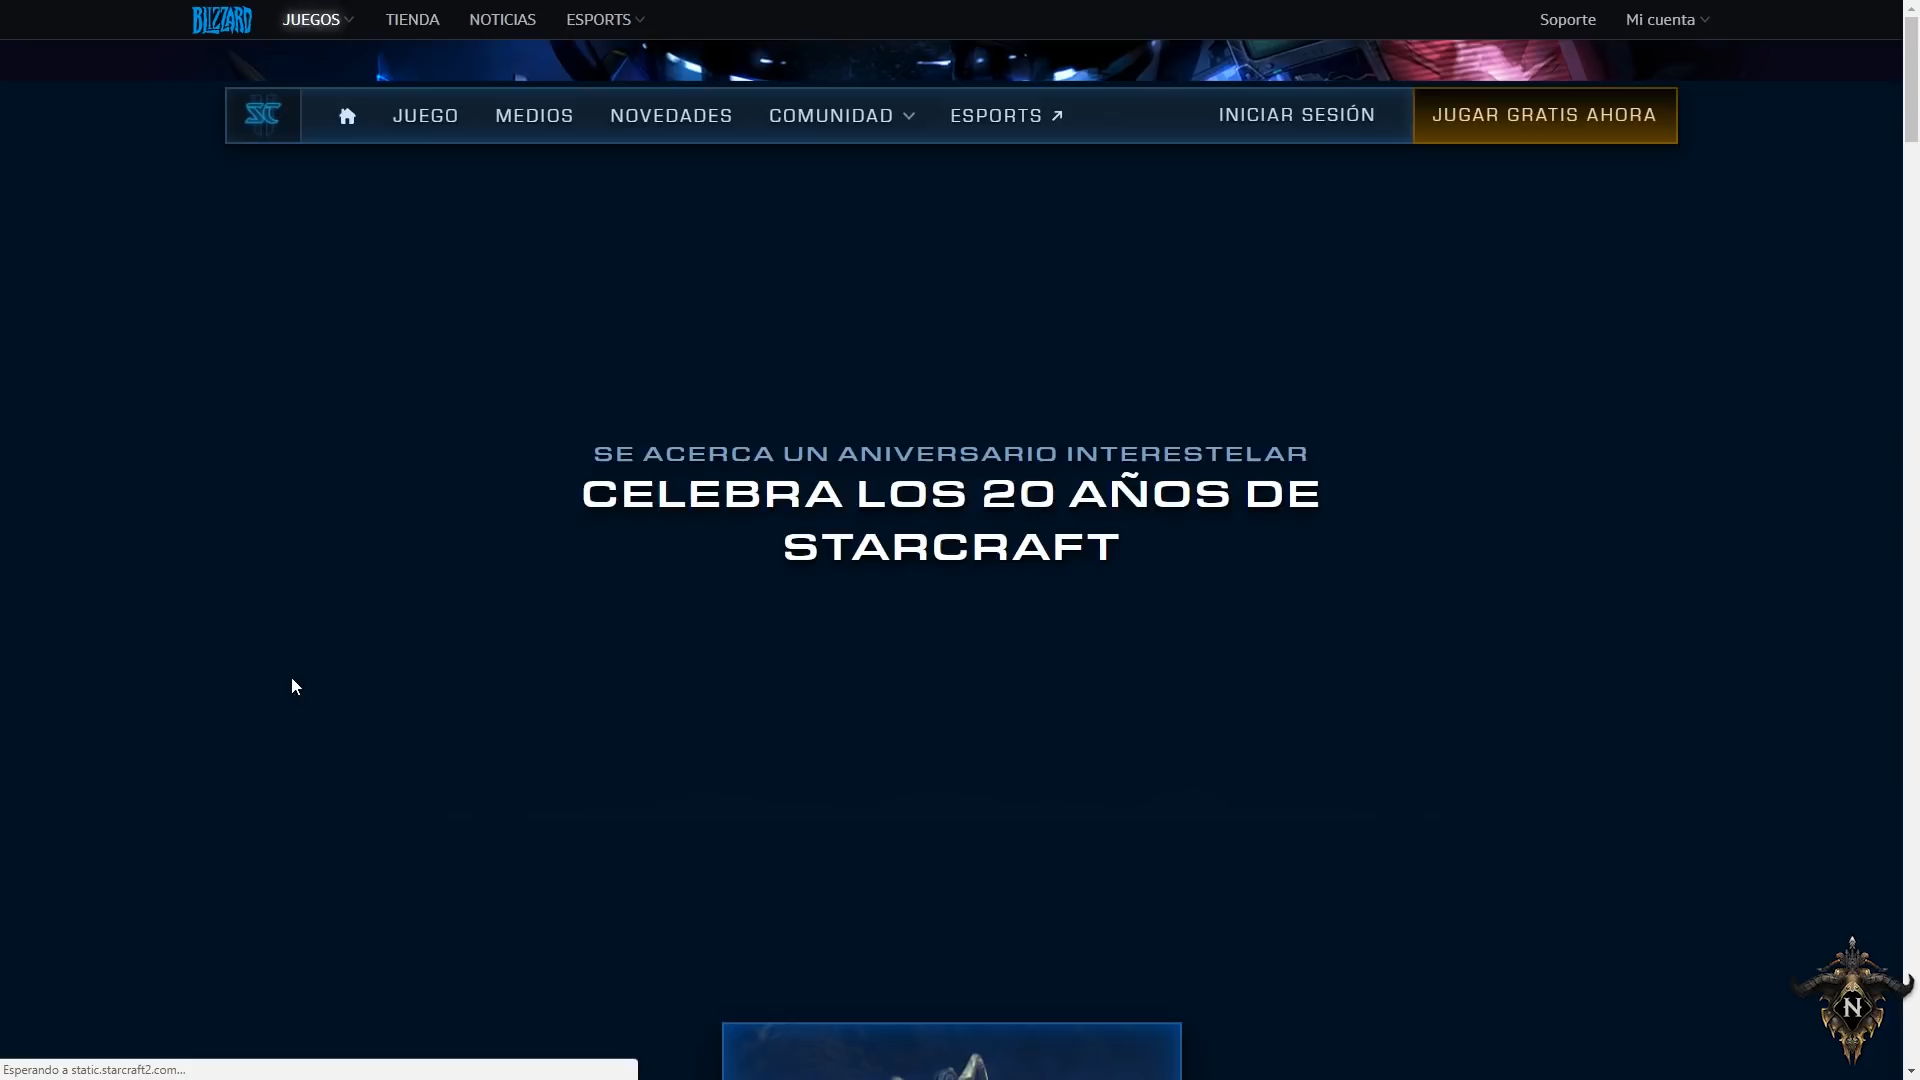 BLIZZARD JUEGOS TIENDA NOTICIAS ESPORTS Soporte Mi cuenta
SC JUEGO MEDIOS NOVEDADES COMUNIDAD ESPORTS INICIAR SESIÓN JUGAR GRATIS AHORA
SE ACERCA UN ANIVERSARIO INTERESTELAR
CELEBRA LOS 20 AÑOS DE
STARCRAFT
N
Esperando a static.starcraft2.com...